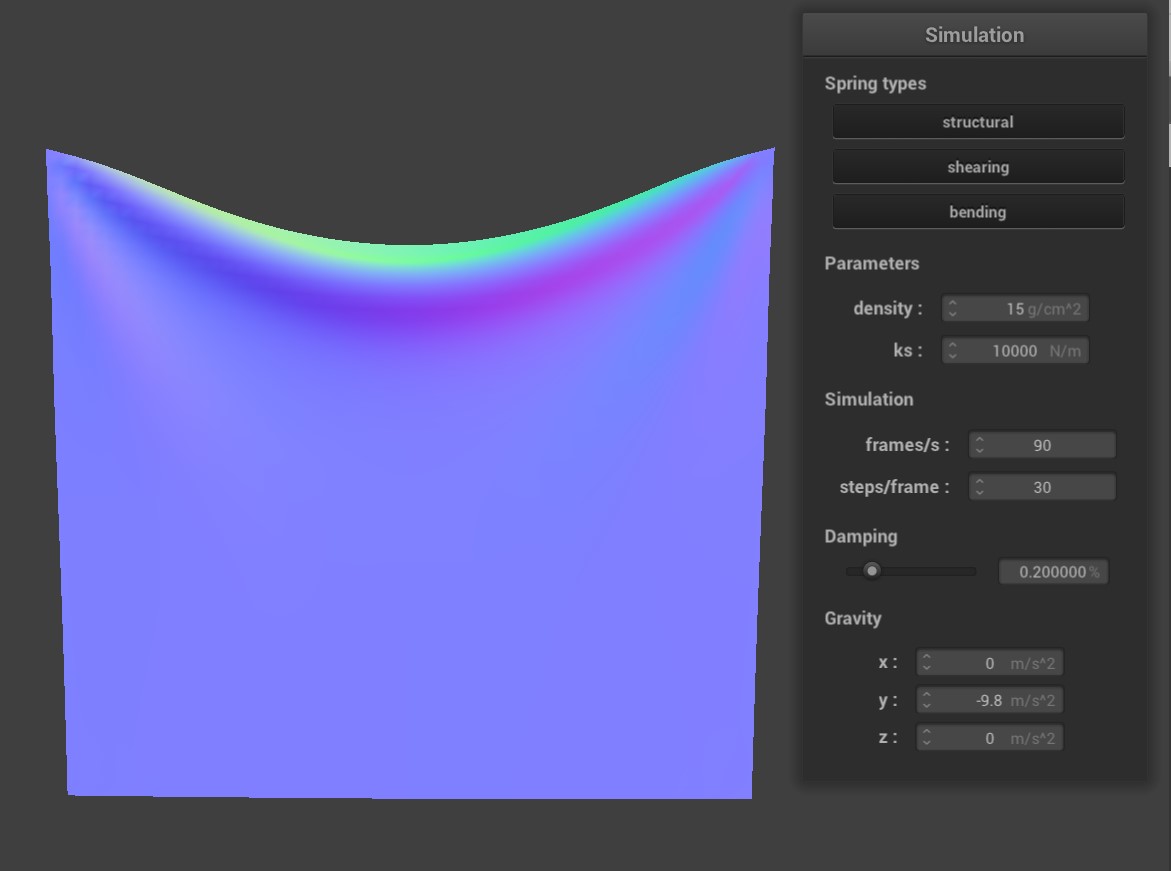 Simulation
Spring types
structural
shearing
bending
Parameters
density : 15 g/cm^2
ks : 10000 N/m
Simulation
frames/s : 90
steps/frame : 30
Damping
0.200000 %
Gravity
x : 0 m/s^2
y : -9.8 m/s^2
z : 0 m/s^2